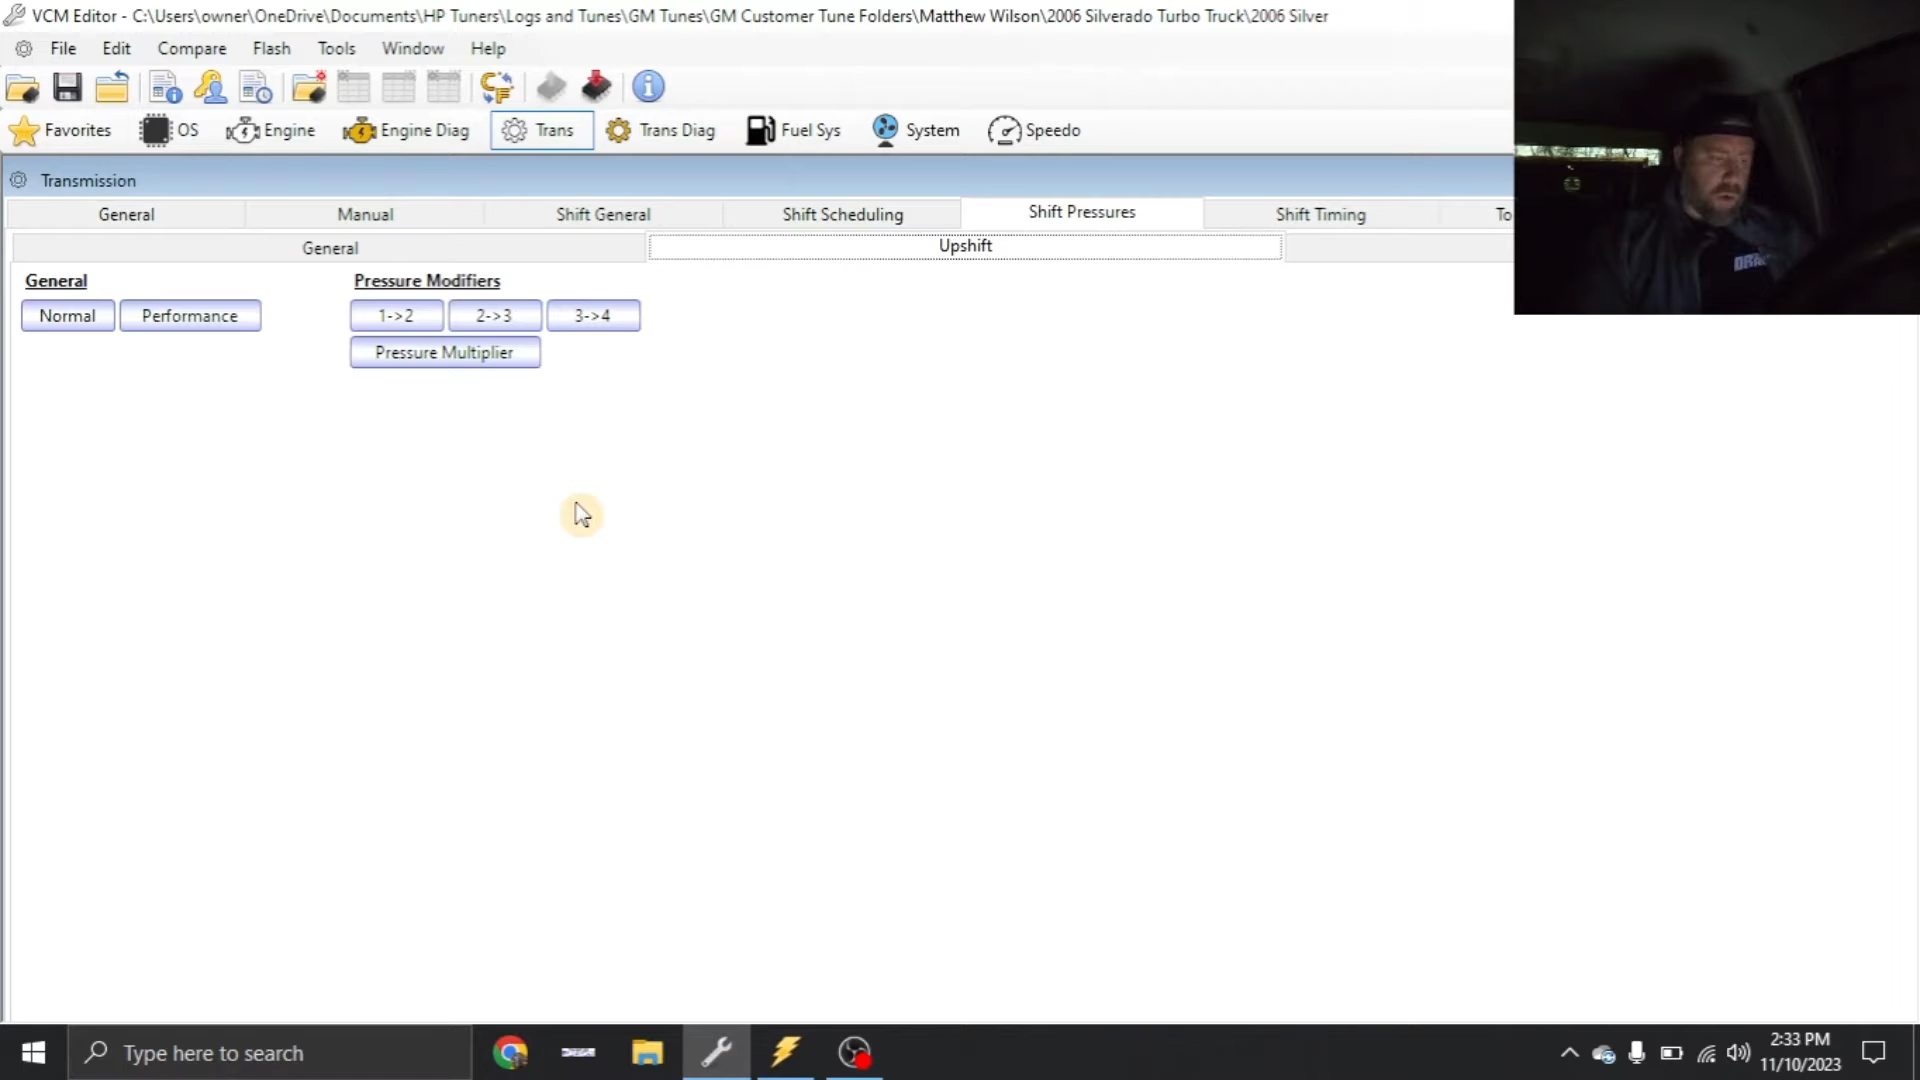 VCM Editor - C:\Users\owner\OneDrive\Documents\HP Tuners\Logs and Tunes\GM Tunes\GM Customer Tune Folders\Matthew Wilson\2006 Silverado Turbo Truck\2006 Silver
File Edit Compare Flash Tools Window Help
Favorites OS Engine Engine Diag Trans Trans Diag Fuel Sys System Speedo
Transmission
General Manual Shift General Shift Scheduling Shift Pressures Shift Timing To
General Upshift
General Pressure Modifiers
Normal Performance 1->2 2->3 3->4
Pressure Multiplier
Type here to search
2:33 PM
11/10/2023